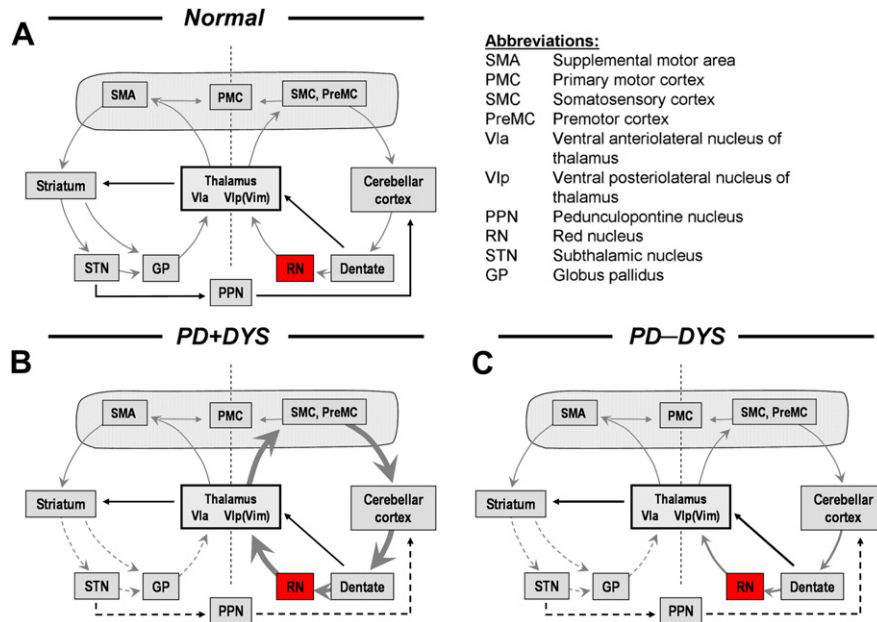 A
Normal
SMA
PMC
SMC, PreMC
Striatum
Thalamus
Vla Vlp(Vim)
Cerebellar
cortex
STN
GP
RN
Dentate
PPN
Abbreviations:
SMA Supplemental motor area
PMC Primary motor cortex
SMC Somatosensory cortex
PreMC Premotor cortex
Vla Ventral anteriolateral nucleus of
thalamus
Vlp Ventral posteriolateral nucleus of
thalamus
PPN Pedunculopontine nucleus
RN Red nucleus
STN Subthalamic nucleus
GP Globus pallidus
B
PD+DYS
SMA
PMC
SMC, PreMC
Striatum
Thalamus
Vla Vlp(Vim)
Cerebellar
cortex
STN
GP
RN
Dentate
PPN
C
PD–DYS
SMA
PMC
SMC, PreMC
Striatum
Thalamus
Vla Vlp(Vim)
Cerebellar
cortex
STN
GP
RN
Dentate
PPN